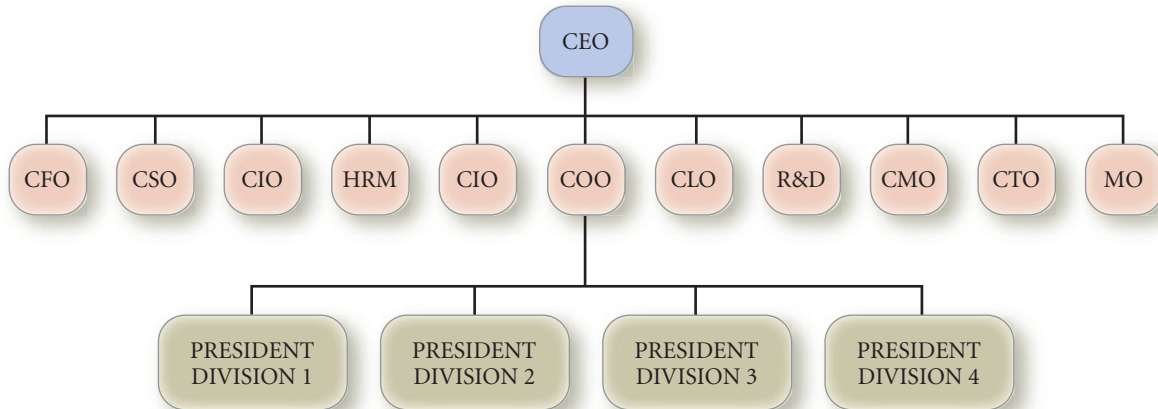 CEO
CFO
CSO
CIO
HRM
CIO
COO
CLO
R&D
CMO
CTO
MO
PRESIDENT
DIVISION 1
PRESIDENT
DIVISION 2
PRESIDENT
DIVISION 3
PRESIDENT
DIVISION 4